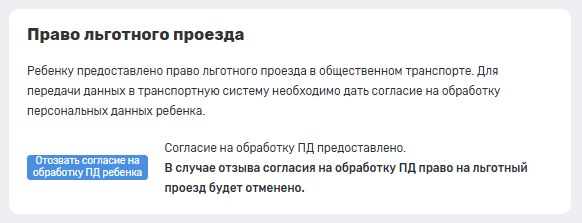 Право льготного проезда
Ребенку предоставлено право льготного проезда в общественном транспорте. Для
передачи данных в транспортную систему необходимо дать согласие на обработку
персональных данных ребенка.
Отозвать согласие на
обработку ПД ребенка
Согласие на обработку ПД предоставлено.
В случае отзыва согласия на обработку ПД право на льготный
проезд будет отменено.